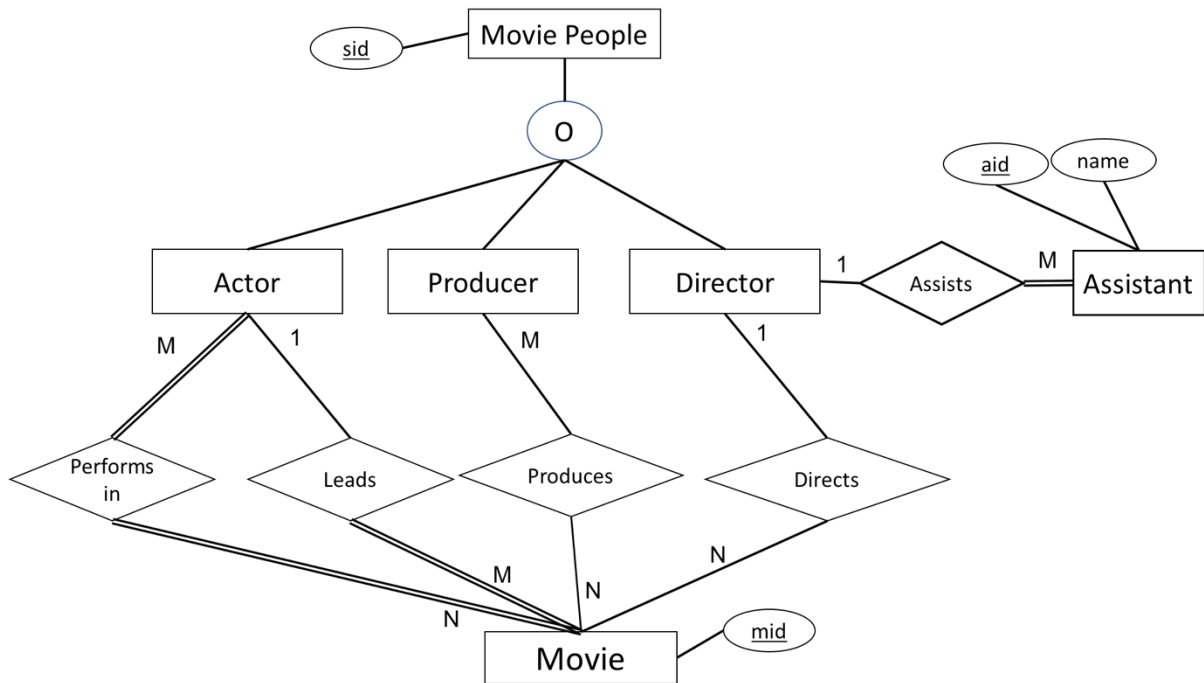 Movie People
sid
O
aid
name
Actor
Producer
Director
1
Assists
M
Assistant
M
1
M
1
Performs
in
Leads
Produces
Directs
N
M
N
N
Movie
mid